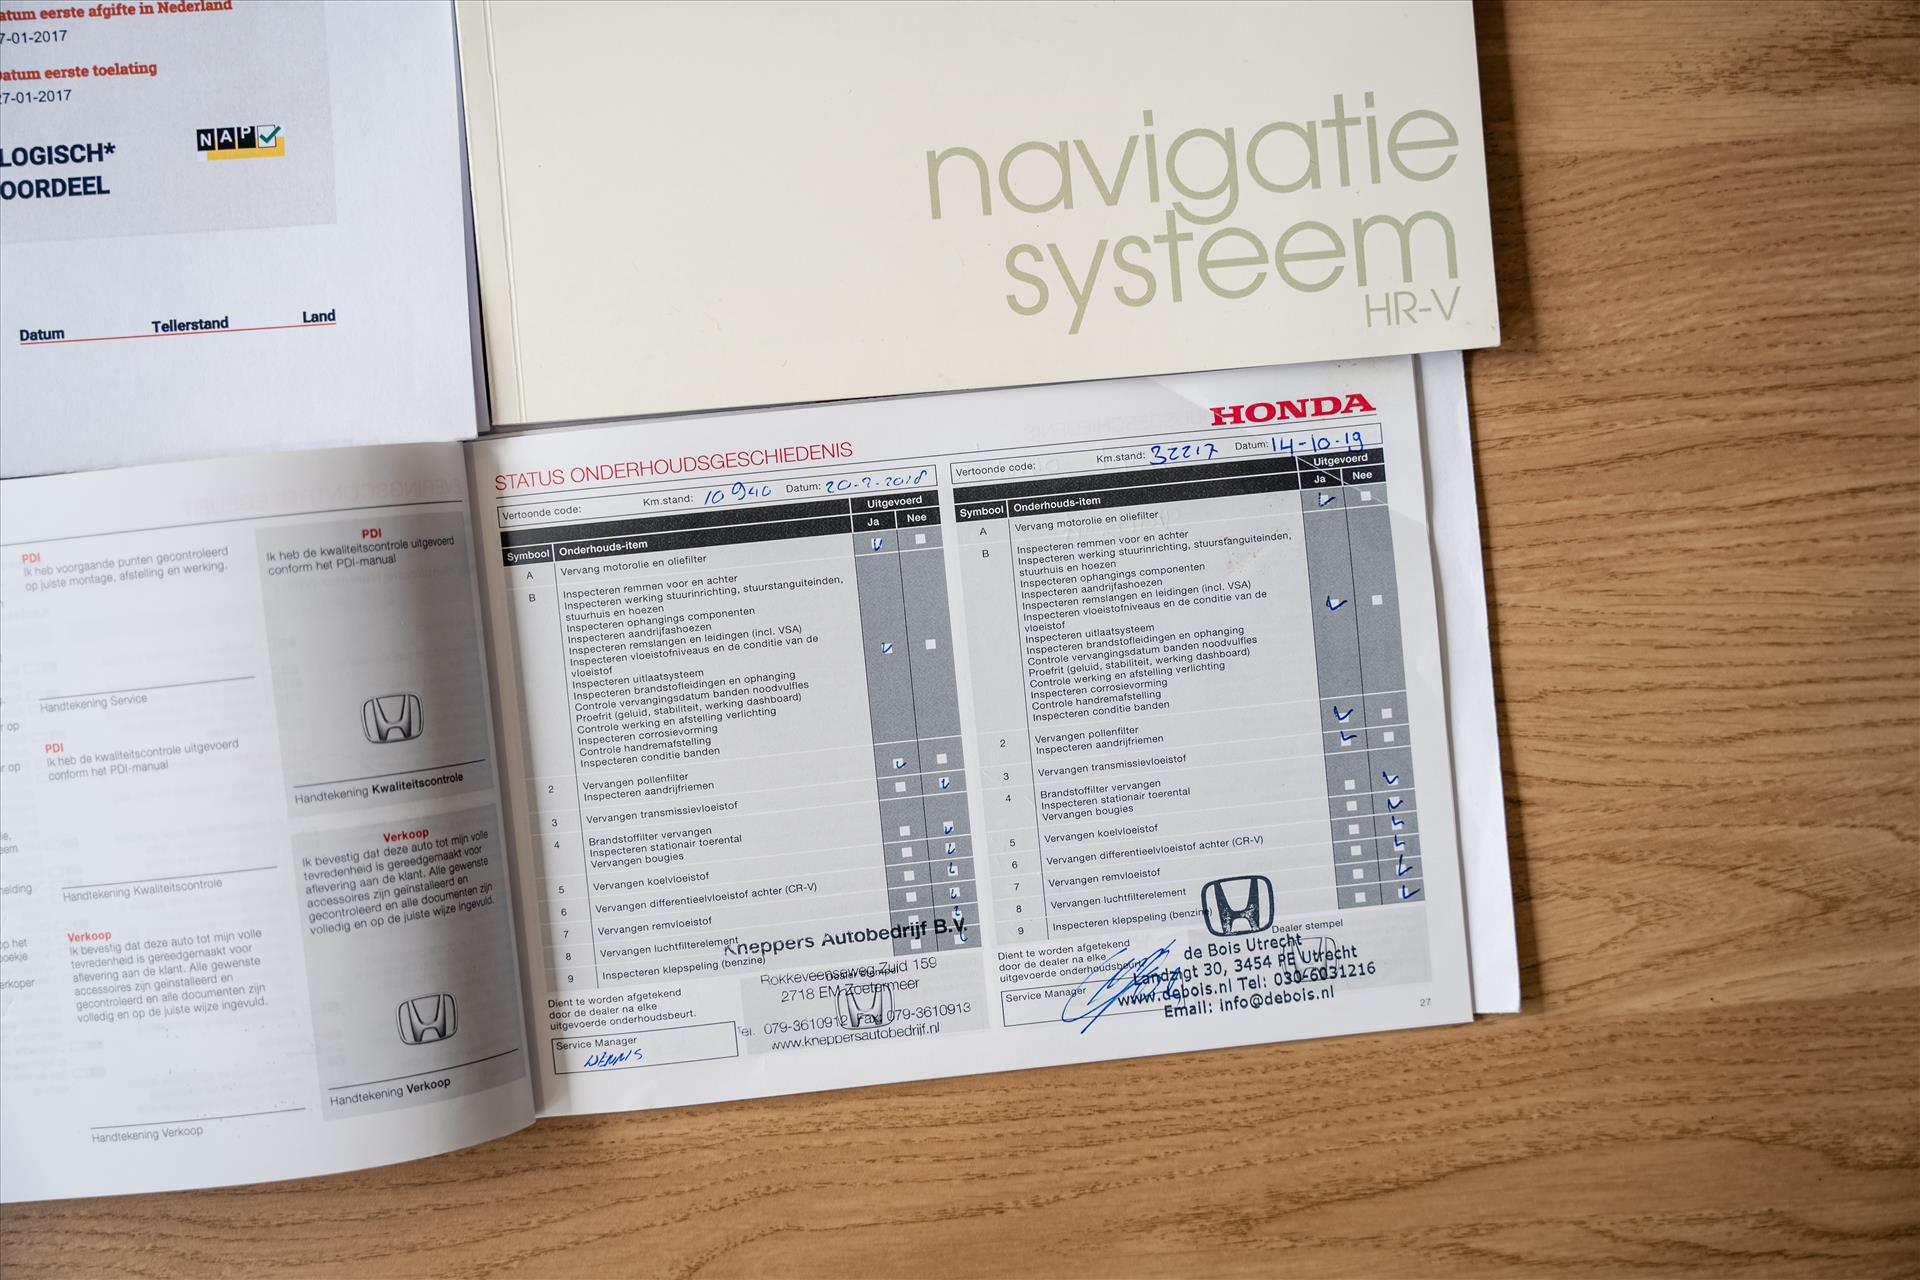 atum eerste afgifte in Nederland
7-01-2017
atum eerste toelating
27-01-2017
LOGISCH*
OORDEEL
NAP
Datum Tellerstand Land
navigatie
systeem
HR-V
PDI
Ik heb voorgaande punten gecontroleerd
op juiste montage, afstelling en werking.
Handtekening Service
PDI
Ik heb de kwaliteitscontrole uitgevoerd
conform het PDI-manual
Handtekening Kwaliteitscontrole
Verkoop
Ik bevestig dat deze auto tot mijn volle
tevredenheid is gereedgemaakt voor
aflevering aan de klant. Alle gewenste
accessoires zijn geïnstalleerd en
gecontroleerd en alle documenten zijn
volledig en op de juiste wijze ingevuld.
Handtekening Verkoop
PDI
Ik heb de kwaliteitscontrole uitgevoerd
conform het PDI-manual
Handtekening Kwaliteitscontrole
Verkoop
Ik bevestig dat deze auto tot mijn volle
tevredenheid is gereedgemaakt voor
aflevering aan de klant. Alle gewenste
accessoires zijn geïnstalleerd en
gecontroleerd en alle documenten zijn
volledig en op de juiste wijze ingevuld.
Handtekening Verkoop
STATUS ONDERHOUDSGESCHIEDENIS
Vertoonde code: Km.stand: 10940 Datum: 20-7-2018
Uitgevoerd
Symbool Onderhouds-item Ja Nee
A Vervang motorolie en oliefilter
B Inspecteren remmen voor en achter
Inspecteren werking stuurinrichting, stuurstanguiteinden,
stuurhuis en hoezen
Inspecteren ophangings componenten
Inspecteren aandrijfashoezen
Inspecteren remslangen en leidingen (incl. VSA)
Inspecteren vloeistofniveaus en de conditie van de
vloeistof
Inspecteren uitlaatsysteem
Inspecteren brandstofleidingen en ophanging
Controle vervangingsdatum banden noodvulfles
Proefrit (geluid, stabiliteit, werking dashboard)
Controle werking en afstelling verlichting
Inspecteren corrosievorming
Controle handremafstelling
Inspecteren conditie banden
2 Vervangen pollenfilter
Inspecteren aandrijfriemen
3 Vervangen transmissievloeistof
4 Brandstoffilter vervangen
Inspecteren stationair toerental
Vervangen bougies
5 Vervangen koelvloeistof
6 Vervangen differentieelvloeistof achter (CR-V)
7 Vervangen remvloeistof
8 Vervangen luchtfilterelement
9 Inspecteren klepspeling (benzine)
Dient te worden afgetekend
door de dealer na elke
uitgevoerde onderhoudsbeurt.
Service Manager
DENNIS
Dealer stempel
Kneppers Autobedrijf B.V.
Rokkeveenseweg Zuid 159
2718 EM Zoetermeer
Tel. 079-3610912 Fax: 079-3610913
www.kneppersautobedrijf.nl
HONDA
Vertoonde code: Km.stand: 32217 Datum: 14-10-19
Uitgevoerd
Symbool Onderhouds-item Ja Nee
A Vervang motorolie en oliefilter
B Inspecteren remmen voor en achter
Inspecteren werking stuurinrichting, stuurstanguiteinden,
stuurhuis en hoezen
Inspecteren ophangings componenten
Inspecteren aandrijfashoezen
Inspecteren remslangen en leidingen (incl. VSA)
Inspecteren vloeistofniveaus en de conditie van de
vloeistof
Inspecteren uitlaatsysteem
Inspecteren brandstofleidingen en ophanging
Controle vervangingsdatum banden noodvulfles
Proefrit (geluid, stabiliteit, werking dashboard)
Controle werking en afstelling verlichting
Inspecteren corrosievorming
Controle handremafstelling
Inspecteren conditie banden
2 Vervangen pollenfilter
Inspecteren aandrijfriemen
3 Vervangen transmissievloeistof
4 Brandstoffilter vervangen
Inspecteren stationair toerental
Vervangen bougies
5 Vervangen koelvloeistof
6 Vervangen differentieelvloeistof achter (CR-V)
7 Vervangen remvloeistof
8 Vervangen luchtfilterelement
9 Inspecteren klepspeling (benzine)
Dient te worden afgetekend
door de dealer na elke
uitgevoerde onderhoudsbeurt.
Service Manager
Dealer stempel
de Bois Utrecht
Landzigt 30, 3454 PE Utrecht
www.debois.nl Tel: 030-6031216
Email: info@debois.nl
27